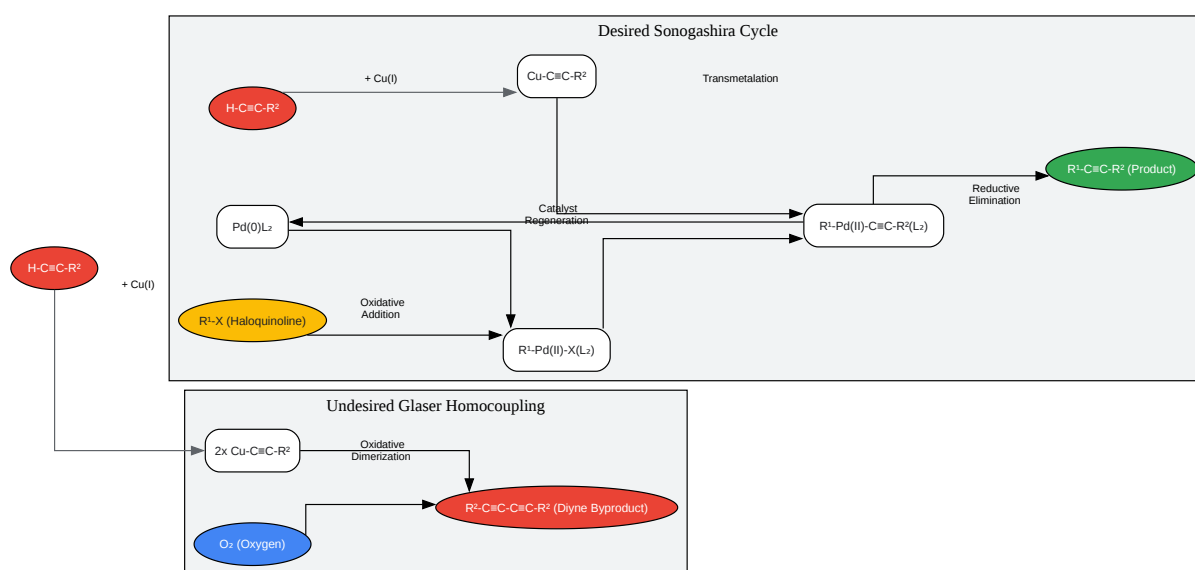 Desired Sonogashira Cycle
+ Cu(I)
Cu-C≡C-R²
Transmetalation
H-C≡C-R²
R¹-C≡C-R² (Product)
Reductive
Elimination
Catalyst
Regeneration
Pd(0)L₂
R¹-Pd(II)-C≡C-R²(L₂)
H-C≡C-R²
+ Cu(I)
Oxidative
Addition
R¹-X (Haloquinoline)
R¹-Pd(II)-X(L₂)
Undesired Glaser Homocoupling
2x Cu-C≡C-R²
Oxidative
Dimerization
R²-C≡C-C≡C-R² (Diyne Byproduct)
O₂ (Oxygen)